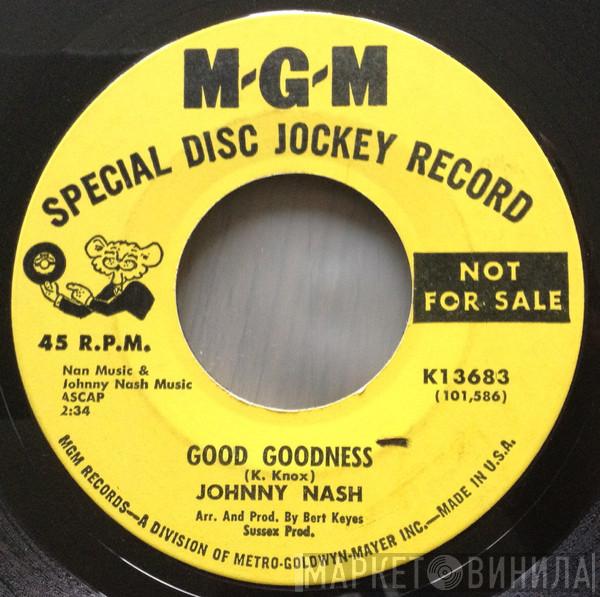 M-G-M
SPECIAL DISC JOCKEY RECORD
NOT
FOR SALE
45 R.P.M.
Nan Music &
Johnny Nash Music
ASCAP
2:34
K13683
(101,586)
GOOD GOODNESS
(K. Knox)
JOHNNY NASH
Arr. And Prod. By Bert Keyes
Sussex Prod.
MGM RECORDS—A DIVISION OF METRO-GOLDWYN-MAYER INC.—MADE IN U.S.A.
МАРКЕТ ВИНИЛА